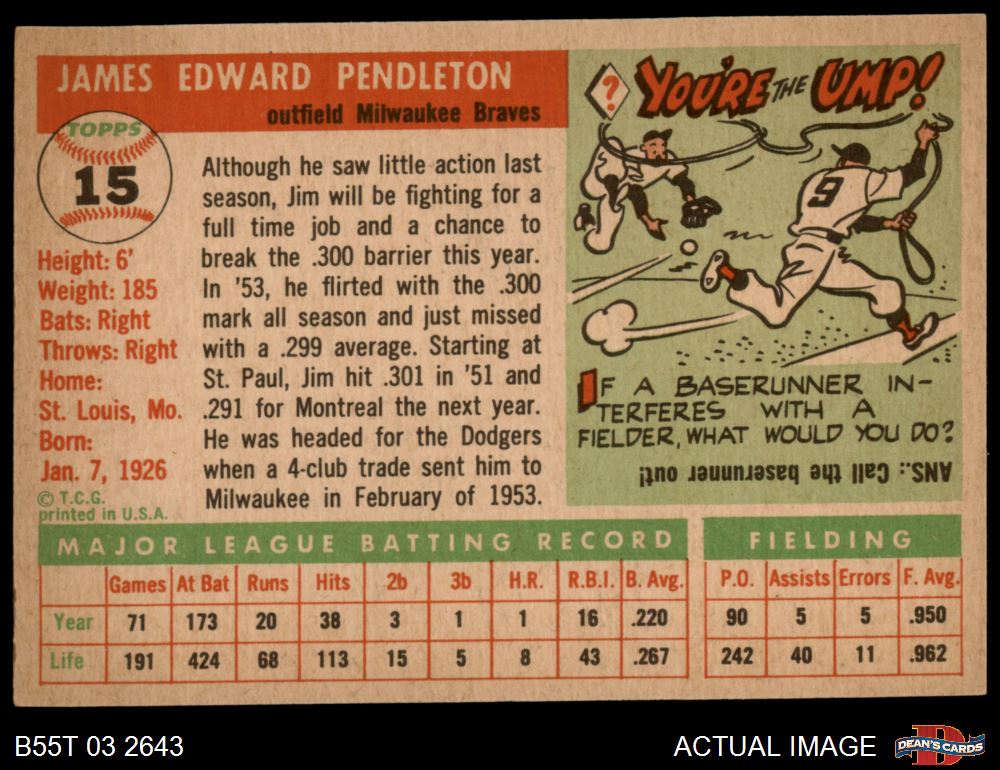 JAMES EDWARD PENDLETON
outfield Milwaukee Braves
TOPPS
15
Height: 6'
Weight: 185
Bats: Right
Throws: Right
Home:
St. Louis, Mo.
Born:
Jan. 7, 1926
© T.C.G.
printed in U.S.A.
Although he saw little action last
season, Jim will be fighting for a
full time job and a chance to
break the .300 barrier this year.
In '53, he flirted with the .300
mark all season and just missed
with a .299 average. Starting at
St. Paul, Jim hit .301 in '51 and
.291 for Montreal the next year.
He was headed for the Dodgers
when a 4-club trade sent him to
Milwaukee in February of 1953.
? YOU'RE THE UMP!
9
IF A BASERUNNER IN-
TERFERES WITH A
FIELDER, WHAT WOULD YOU DO?
ANS.: Call the baserunner out!
MAJOR LEAGUE BATTING RECORD
Games At Bat Runs Hits 2b 3b H.R. R.B.I. B. Avg.
Year 71 173 20 38 3 1 1 16 .220
Life 191 424 68 113 15 5 8 43 .267
FIELDING
P.O. Assists Errors F. Avg.
90 5 5 .950
242 40 11 .962
B55T 03 2643
ACTUAL IMAGE
D
DEAN'S CARDS